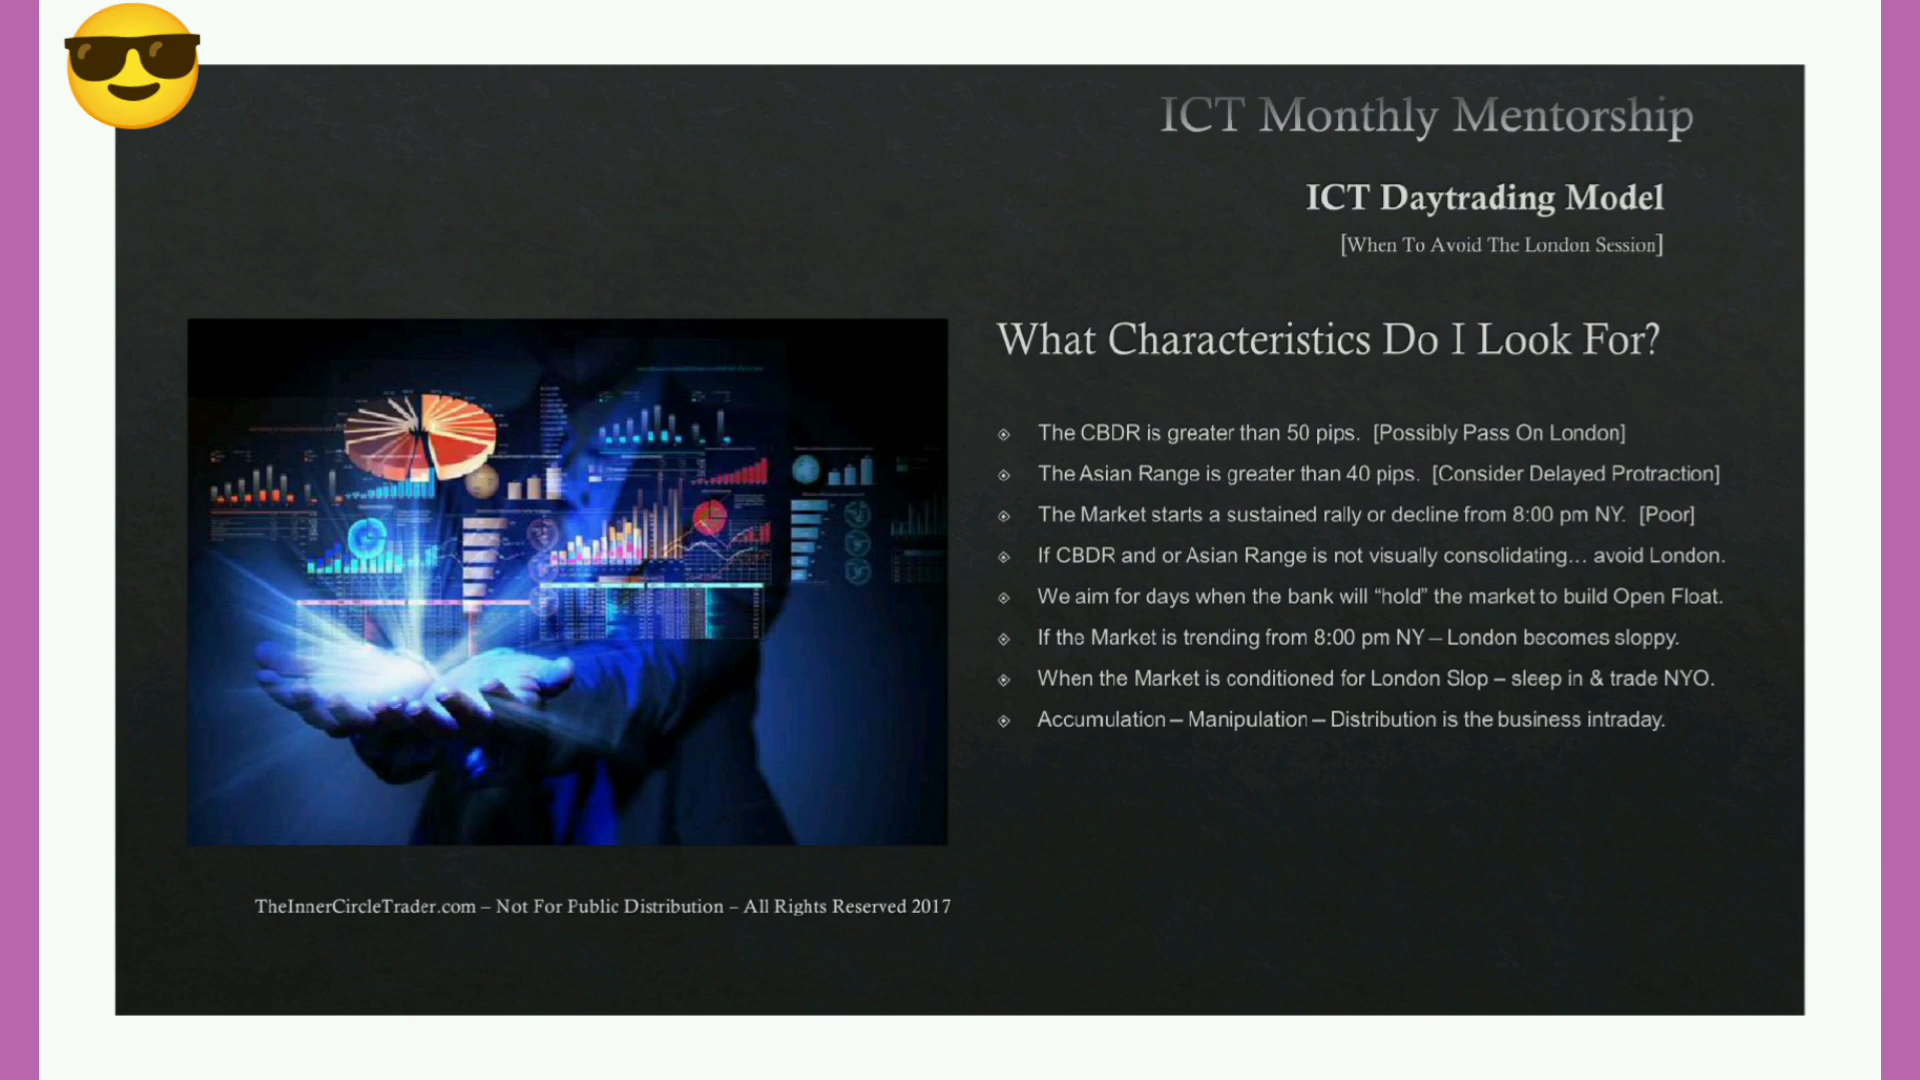 ICT Monthly Mentorship
ICT Daytrading Model
[When To Avoid The London Session]
What Characteristics Do I Look For?
The CBDR is greater than 50 pips. [Possibly Pass On London]
The Asian Range is greater than 40 pips. [Consider Delayed Protraction]
The Market starts a sustained rally or decline from 8:00 pm NY. [Poor]
If CBDR and or Asian Range is not visually consolidating... avoid London.
We aim for days when the bank will “hold” the market to build Open Float.
If the Market is trending from 8:00 pm NY – London becomes sloppy.
When the Market is conditioned for London Slop – sleep in & trade NYO.
Accumulation – Manipulation – Distribution is the business intraday.
TheInnerCircleTrader.com – Not For Public Distribution – All Rights Reserved 2017